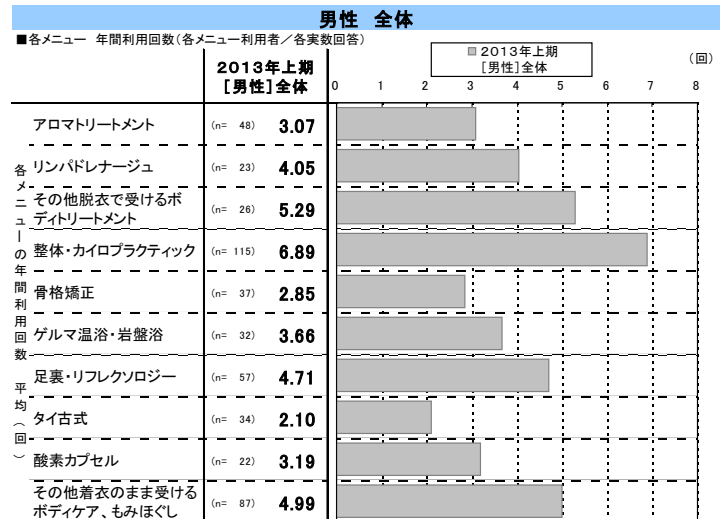 男性 全体
■各メニュー 年間利用回数(各メニュー利用者／各実数回答)
2013年上期
[男性]全体
■2013年上期
[男性]全体
(回)
0 1 2 3 4 5 6 7 8
各メニューの年間利用回数 平均(回)
アロマトリートメント (n= 48) 3.07
リンパドレナージュ (n= 23) 4.05
その他脱衣で受けるボ
ディトリートメント (n= 26) 5.29
整体・カイロプラクティック (n= 115) 6.89
骨格矯正 (n= 37) 2.85
ゲルマ温浴・岩盤浴 (n= 32) 3.66
足裏・リフレクソロジー (n= 57) 4.71
タイ古式 (n= 34) 2.10
酸素カプセル (n= 22) 3.19
その他着衣のまま受ける
ボディケア、もみほぐし (n= 87) 4.99